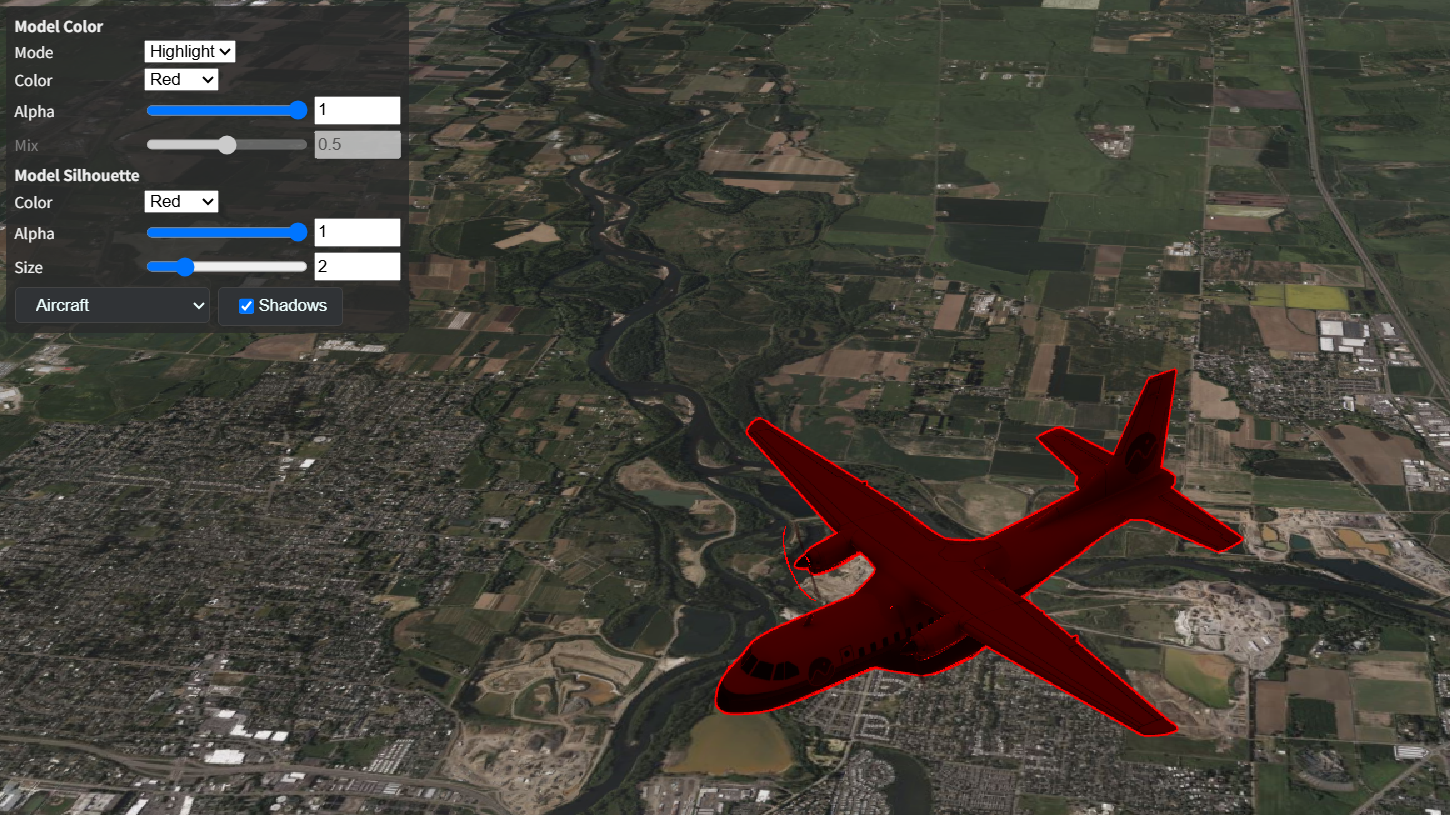 Model Color
Mode Highlight
Color Red
Alpha 1
Mix 0.5
Model Silhouette
Color Red
Alpha 1
Size 2
Aircraft Shadows